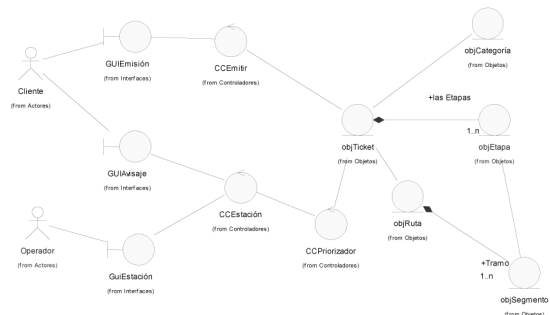 GUIEmisión
(from Interfaces)
CCEmitir
(from Controladores)
objCategoría
(from Objetos)
Cliente
(from Actores)
+las Etapas
1..n
objTicket
(from Objetos)
objEtapa
(from Objetos)
GUIAvisaje
(from Interfaces)
CCEstación
(from Controladores)
objRuta
(from Objetos)
Operador
(from Actores)
GuiEstación
(from Interfaces)
CCPriorizador
(from Controladores)
+Tramo
1..n
objSegmento
(from Objetos)